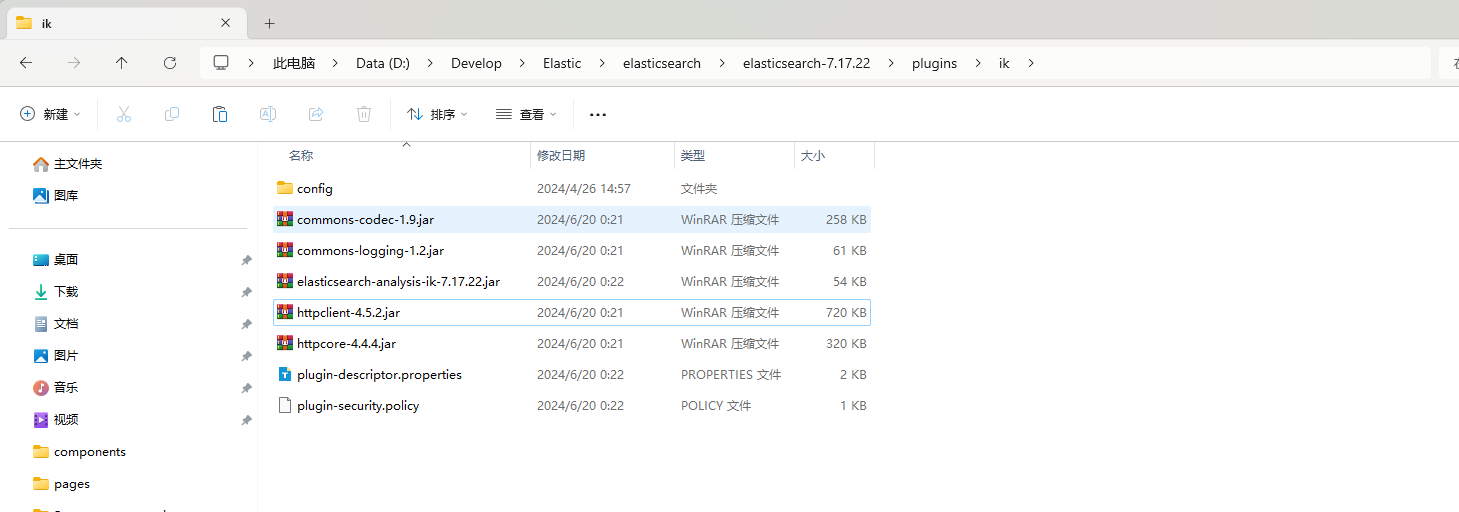 ik
此电脑 Data (D:) Develop Elastic elasticsearch elasticsearch-7.17.22 plugins ik
新建 排序 查看
名称 修改日期 类型 大小
主文件夹
图库
桌面
下载
文档
图片
音乐
视频
components
pages
config 2024/4/26 14:57 文件夹
commons-codec-1.9.jar 2024/6/20 0:21 WinRAR 压缩文件 258 KB
commons-logging-1.2.jar 2024/6/20 0:21 WinRAR 压缩文件 61 KB
elasticsearch-analysis-ik-7.17.22.jar 2024/6/20 0:22 WinRAR 压缩文件 54 KB
httpclient-4.5.2.jar 2024/6/20 0:21 WinRAR 压缩文件 720 KB
httpcore-4.4.4.jar 2024/6/20 0:21 WinRAR 压缩文件 320 KB
plugin-descriptor.properties 2024/6/20 0:22 PROPERTIES 文件 2 KB
plugin-security.policy 2024/6/20 0:22 POLICY 文件 1 KB